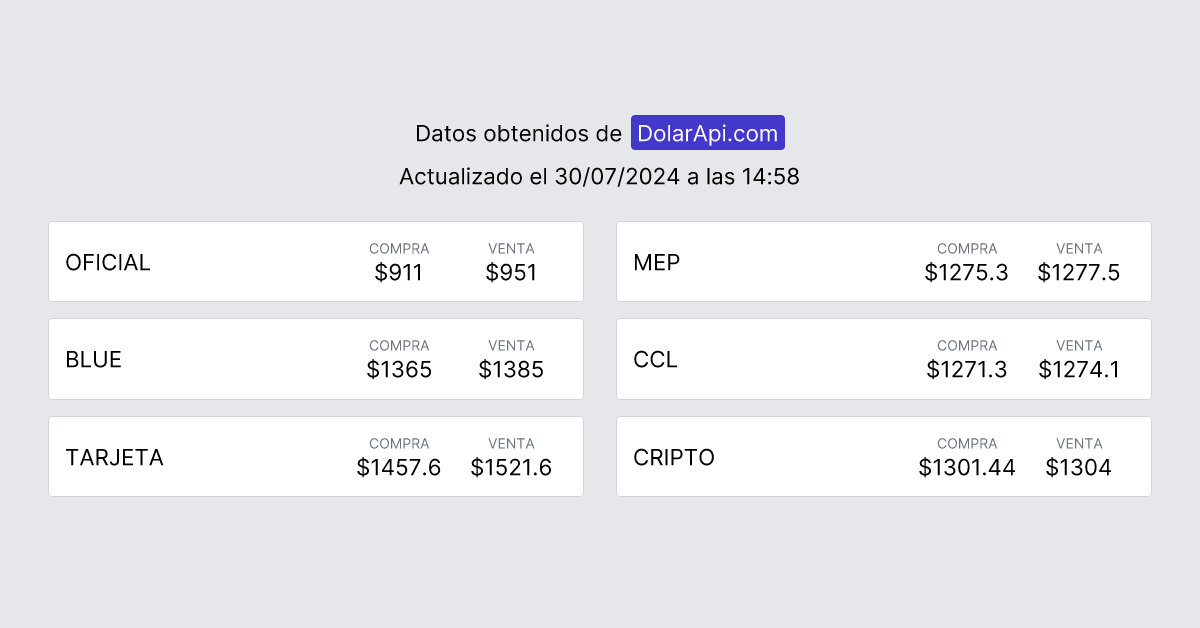 Datos obtenidos de DolarApi.com
Actualizado el 30/07/2024 a las 14:58
OFICIAL
COMPRA VENTA
$911 $951
MEP
COMPRA VENTA
$1275.3 $1277.5
BLUE
COMPRA VENTA
$1365 $1385
CCL
COMPRA VENTA
$1271.3 $1274.1
TARJETA
COMPRA VENTA
$1457.6 $1521.6
CRIPTO
COMPRA VENTA
$1301.44 $1304